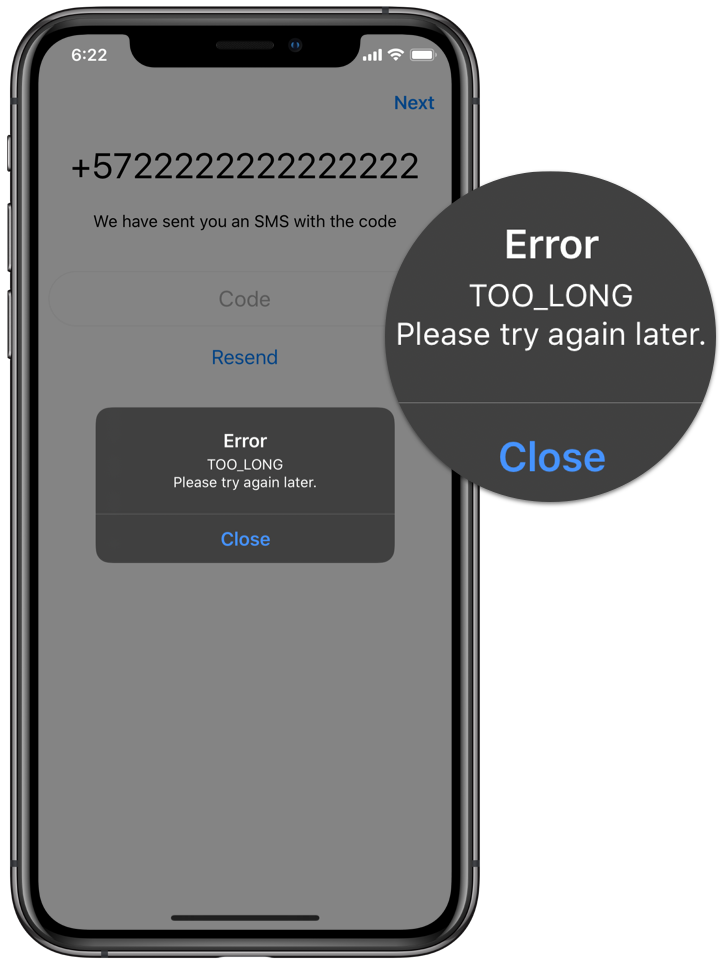 6:22
Next
+5722222222222222
We have sent you an SMS with the code
Code
Resend
Error
TOO_LONG
Please try again later.
Close
Error
TOO_LONG
Please try again later.
Close